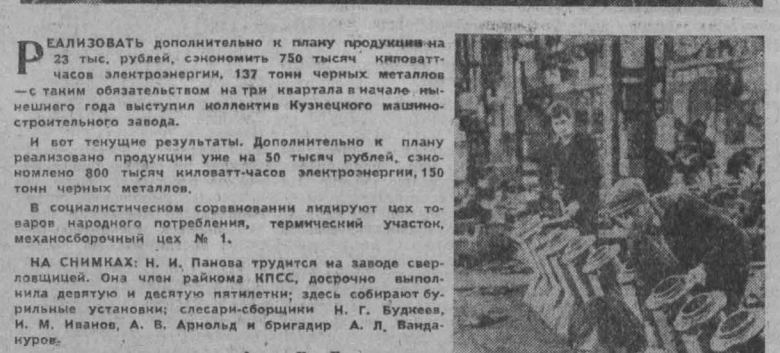 РЕАЛИЗОВАТЬ дополнительно к плану продукции на
23 тыс. рублей, сэкономить 750 тысяч киловатт-
часов электроэнергии, 137 тонн черных металлов
— с таким обязательством на три квартала в начале ны-
нешнего года выступил коллектив Кузнецкого машино-
строительного завода.
И вот текущие результаты. Дополнительно к плану
реализовано продукции уже на 50 тысяч рублей, сэко-
номлено 800 тысяч киловатт-часов электроэнергии, 150
тонн черных металлов.
В социалистическом соревновании лидируют цех то-
варов народного потребления, термический участок,
механосборочный цех № 1.
НА СНИМКАХ: Н. И. Панова трудится на заводе свер-
ловщицей. Она член райкома КПСС, досрочно выпол-
нила девятую и десятую пятилетки; здесь собирают бу-
рильные установки; слесари-сборщики Н. Г. Будкеев,
И. М. Иванов, А. В. Арнольд и бригадир А. Л. Ванда-
куров.